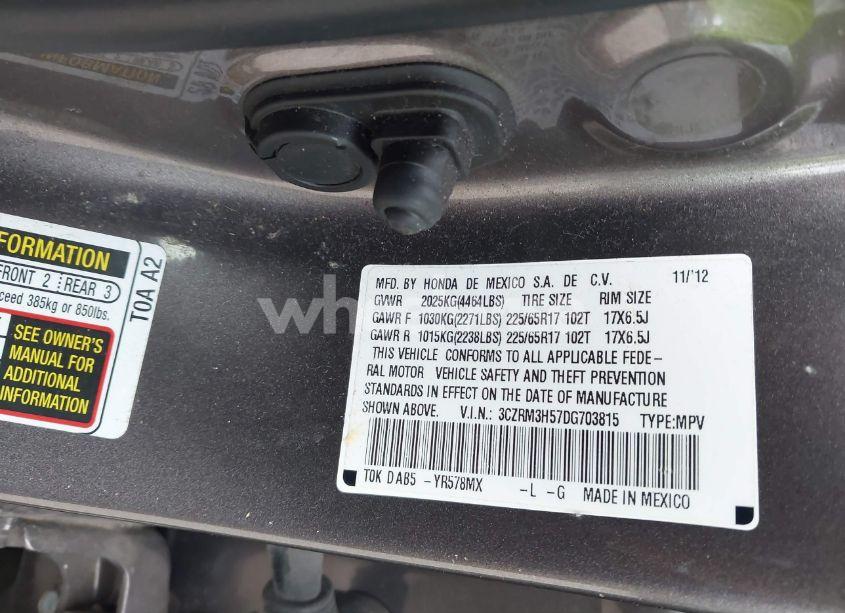 FORMATION
FRONT 2 REAR 3
exceed 385kg or 850lbs.
SEE OWNER'S
MANUAL FOR
ADDITIONAL
INFORMATION
T0A A2
MFD. BY HONDA DE MEXICO S.A. DE C.V. 11/'12
GVWR 2025KG(4464LBS) TIRE SIZE RIM SIZE
GAWR F 1030KG(2271LBS) 225/65R17 102T 17X6.5J
GAWR R 1015KG(2238LBS) 225/65R17 102T 17X6.5J
THIS VEHICLE CONFORMS TO ALL APPLICABLE FEDE-
RAL MOTOR VEHICLE SAFETY AND THEFT PREVENTION
STANDARDS IN EFFECT ON THE DATE OF MANUFACTURE
SHOWN ABOVE. V.I.N.: 3CZRM3H57DG703815 TYPE:MPV
T0K DAB5 -YR578MX -L -G MADE IN MEXICO